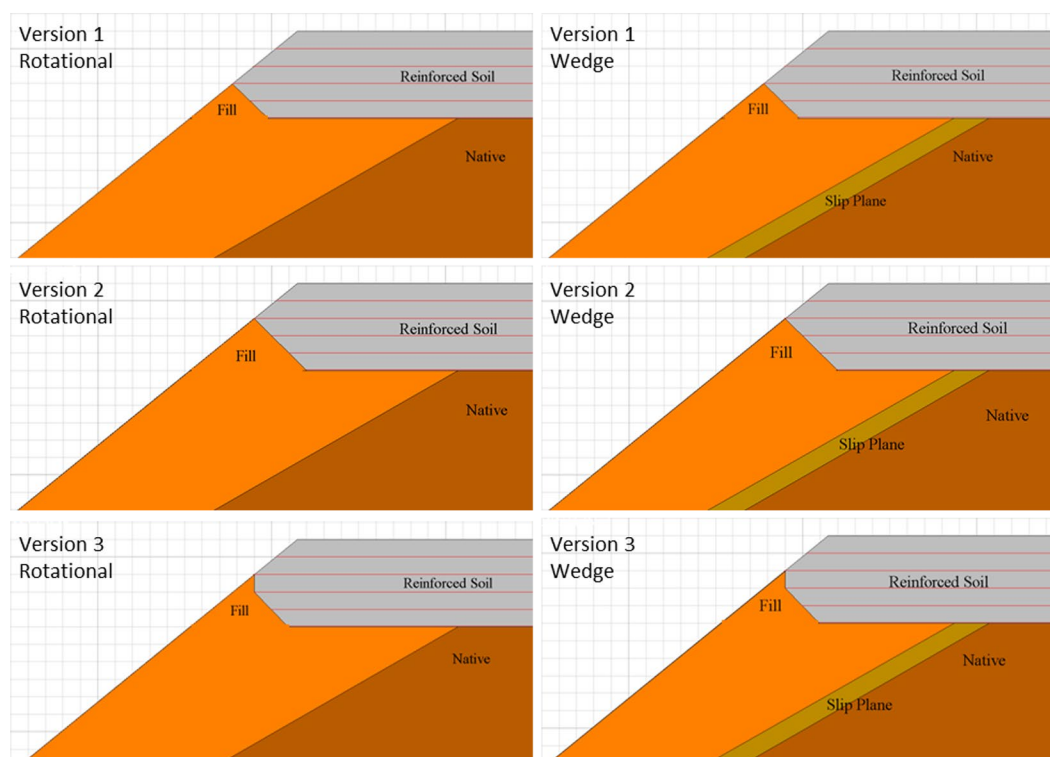 Version 1
Rotational
Reinforced Soil
Fill
Native
Version 1
Wedge
Reinforced Soil
Fill
Native
Slip Plane
Version 2
Rotational
Reinforced Soil
Fill
Native
Version 2
Wedge
Reinforced Soil
Fill
Native
Slip Plane
Version 3
Rotational
Reinforced Soil
Fill
Native
Version 3
Wedge
Reinforced Soil
Fill
Native
Slip Plane